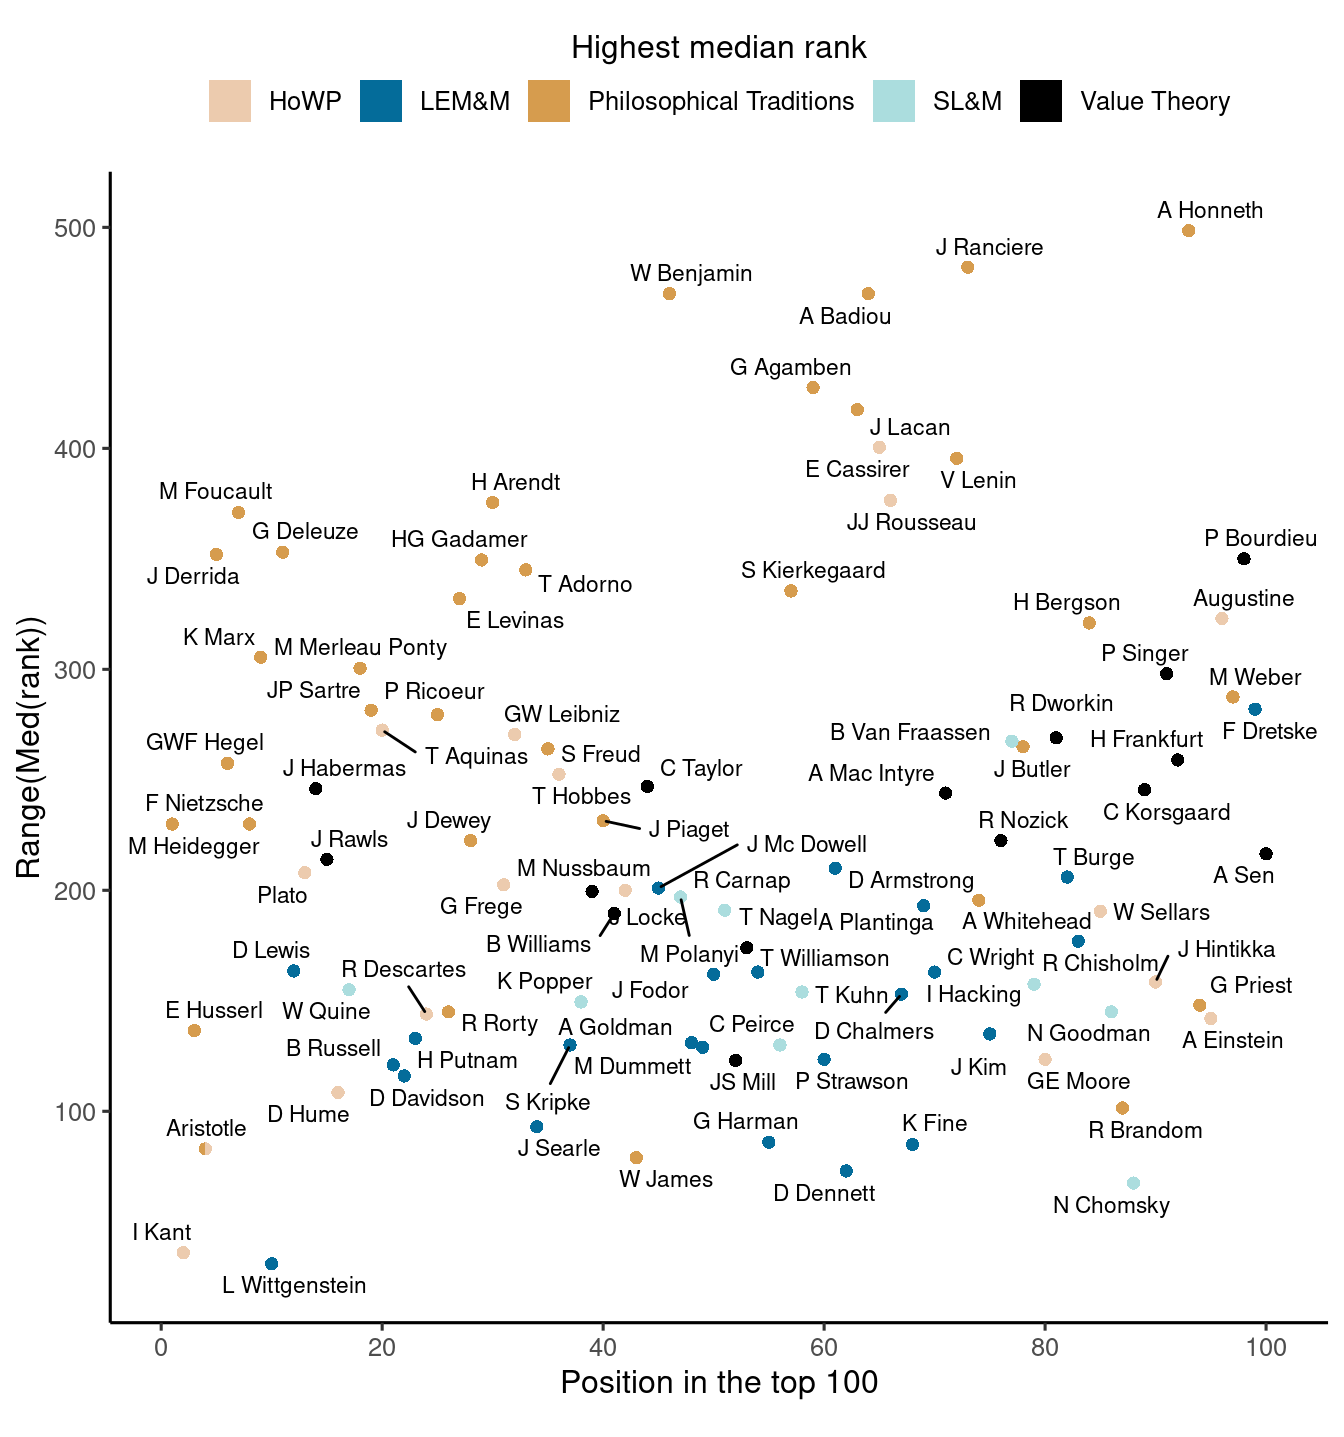 Highest median rank
HoWP LEM&M Philosophical Traditions SL&M Value Theory
Range(Med(rank))
500
400
300
200
100
A Honneth
J Ranciere
W Benjamin
A Badiou
G Agamben
J Lacan
E Cassirer
V Lenin
H Arendt
M Foucault
JJ Rousseau
G Deleuze
HG Gadamer
P Bourdieu
J Derrida
T Adorno
S Kierkegaard
Augustine
H Bergson
E Levinas
K Marx
M Merleau Ponty
P Singer
M Weber
JP Sartre
P Ricoeur
R Dworkin
GW Leibniz
B Van Fraassen
F Dretske
GWF Hegel
H Frankfurt
T Aquinas
S Freud
J Habermas
C Taylor
J Butler
A Mac Intyre
T Hobbes
F Nietzsche
C Korsgaard
J Dewey
R Nozick
J Piaget
J Rawls
M Heidegger
J Mc Dowell
T Burge
M Nussbaum
R Carnap
D Armstrong
A Sen
Plato
G Frege
J Locke
T Nagel
A Plantinga
A Whitehead
W Sellars
B Williams
D Lewis
M Polanyi
T Williamson
C Wright
R Chisholm
J Hintikka
R Descartes
K Popper
J Fodor
T Kuhn
I Hacking
G Priest
E Husserl
W Quine
R Rorty
A Goldman
C Peirce
D Chalmers
N Goodman
A Einstein
B Russell
H Putnam
M Dummett
J Kim
JS Mill
P Strawson
GE Moore
D Davidson
S Kripke
D Hume
G Harman
K Fine
Aristotle
R Brandom
J Searle
W James
D Dennett
N Chomsky
I Kant
L Wittgenstein
0 20 40 60 80 100
Position in the top 100